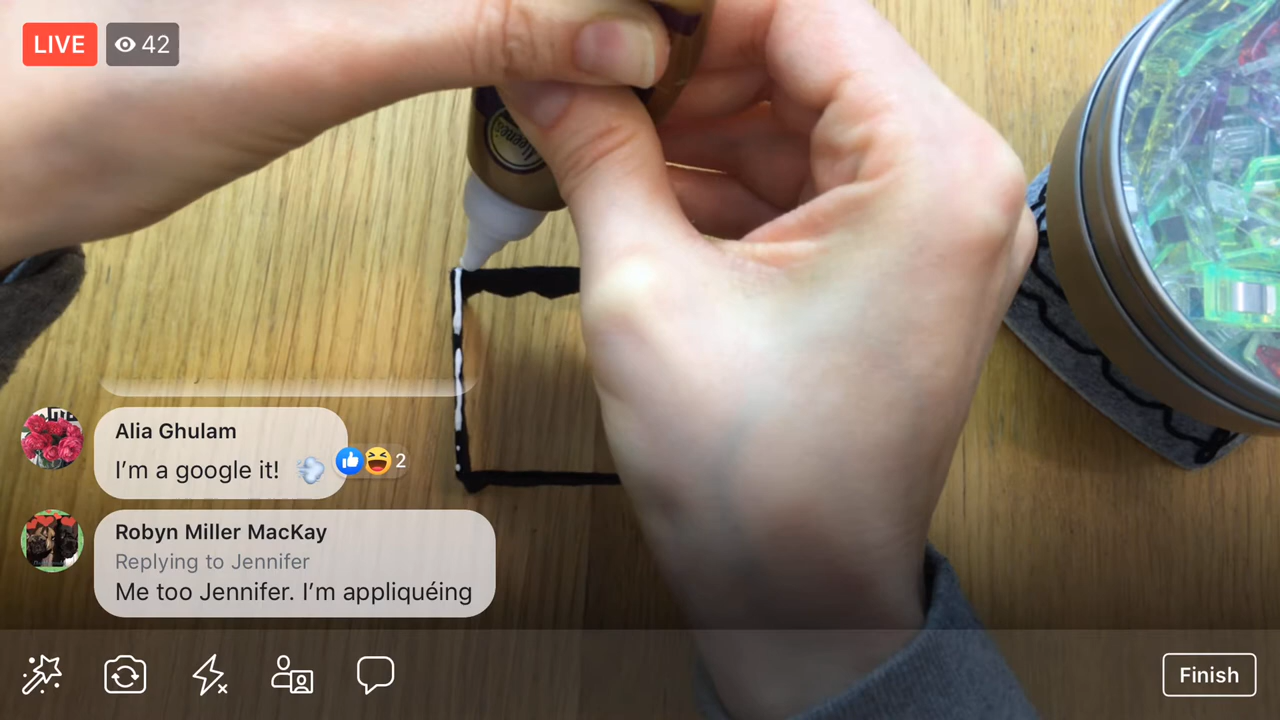 LIVE
42
Alia Ghulam
I'm a google it!
2
Robyn Miller MacKay
Replying to Jennifer
Me too Jennifer. I'm appliquéing
Finish